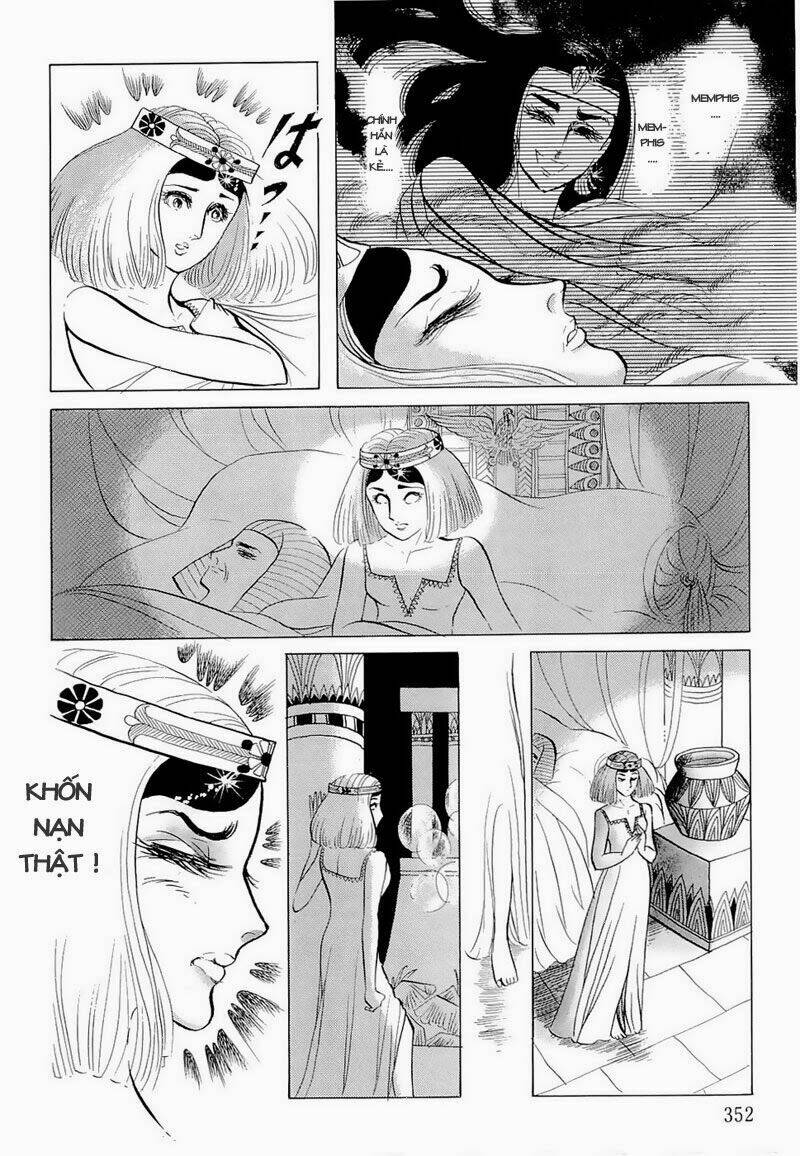 MEMPHIS
....
MEM-
PHIS
....
CHÍNH
HẮN
LÀ
KẺ....
はっ…
KHỐN
NẠN
THẬT !
352